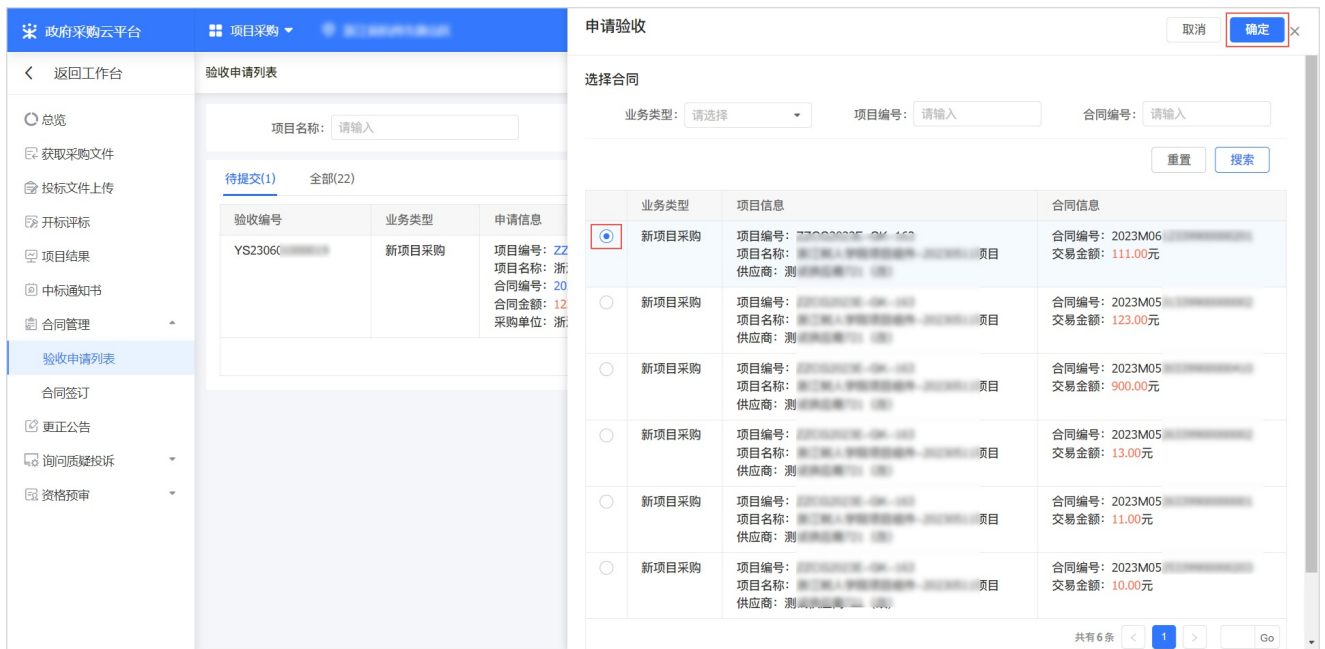 政府采购云平台
项目采购
返回工作台
总览
获取采购文件
投标文件上传
开标评标
项目结果
中标通知书
合同管理
验收申请列表
合同签订
更正公告
询问质疑投诉
资格预审
验收申请列表
项目名称： 请输入
待提交(1) 全部(22)
验收编号 业务类型 申请信息
YS23060 新项目采购 项目编号：ZZ
项目名称：浙
合同编号：20
合同金额：12
采购单位：浙
申请验收 取消 确定
选择合同
业务类型： 请选择 项目编号： 请输入 合同编号： 请输入
重置 搜索
业务类型 项目信息 合同信息
新项目采购 项目编号： 合同编号：2023M06
项目名称： 项目 交易金额：111.00元
供应商：测
新项目采购 项目编号： 合同编号：2023M05
项目名称： 项目 交易金额：123.00元
供应商：测
新项目采购 项目编号： 合同编号：2023M05
项目名称： 项目 交易金额：900.00元
供应商：测
新项目采购 项目编号： 合同编号：2023M05
项目名称： 项目 交易金额：13.00元
供应商：测
新项目采购 项目编号： 合同编号：2023M05
项目名称： 项目 交易金额：11.00元
供应商：测
新项目采购 项目编号： 合同编号：2023M05
项目名称： 项目 交易金额：10.00元
供应商：测
共有6条 < 1 > Go